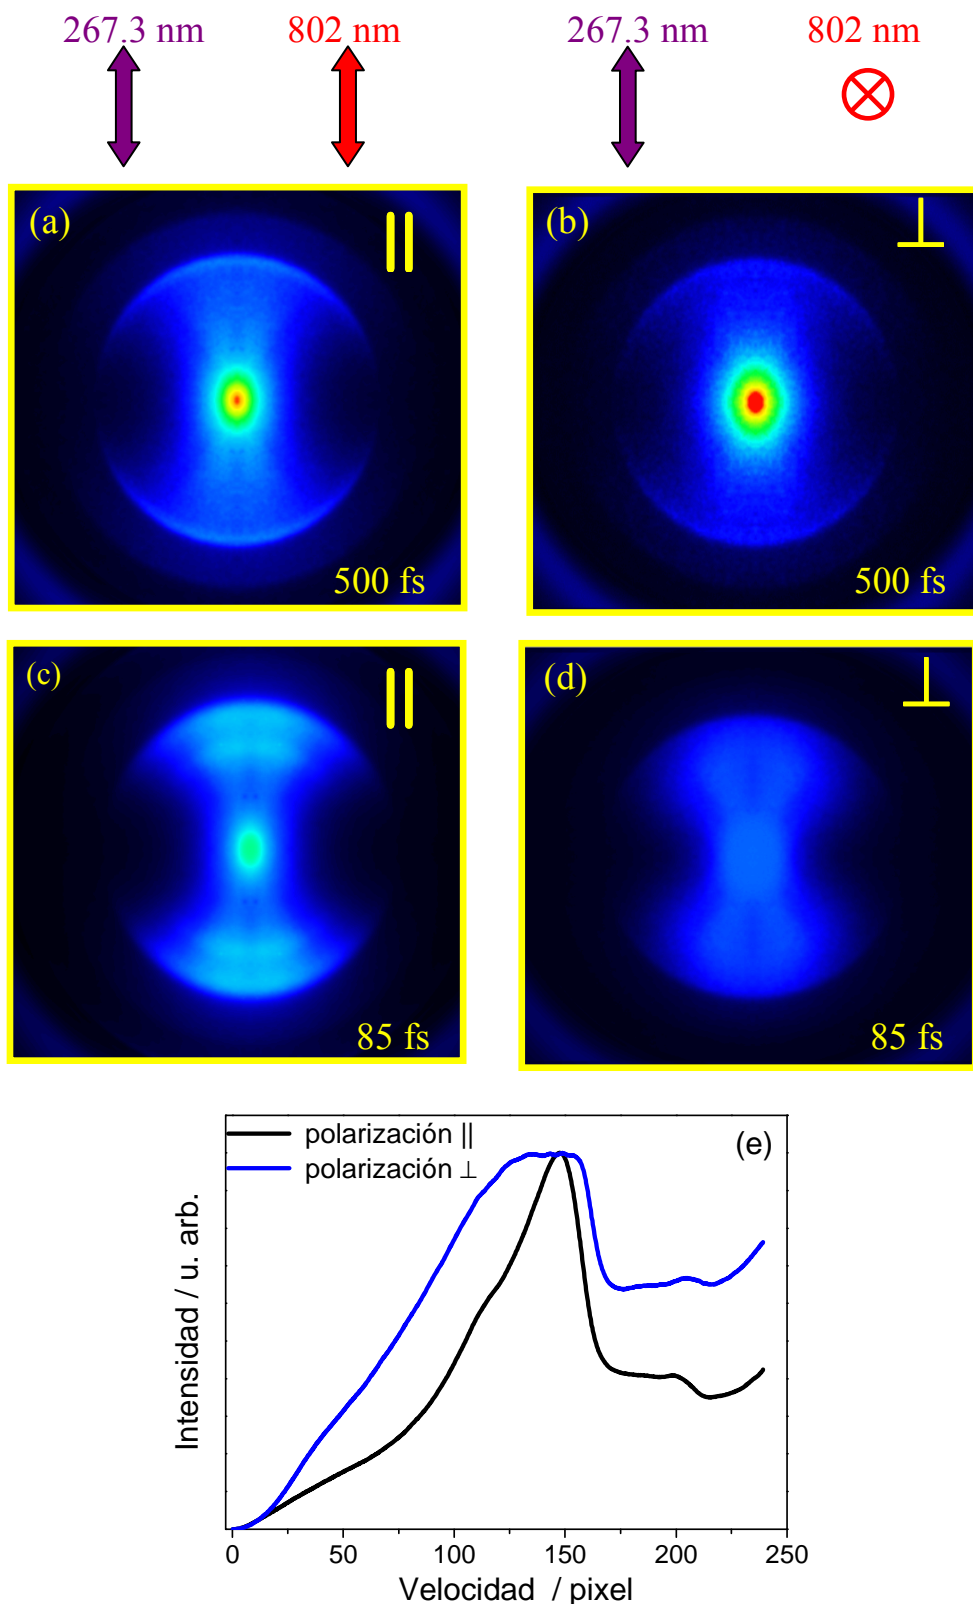 267.3 nm 802 nm 267.3 nm 802 nm
(a) || (b) ⊥
500 fs 500 fs
(c) || (d) ⊥
85 fs 85 fs
polarización || (e)
polarización ⊥
Intensidad / u. arb.
0 50 100 150 200 250
Velocidad / pixel